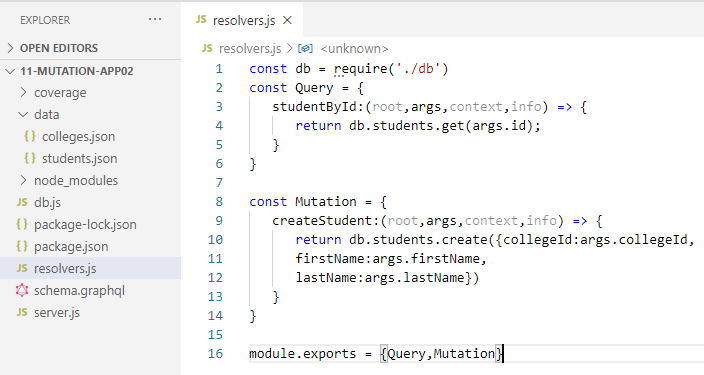 EXPLORER ···
OPEN EDITORS
11-MUTATION-APP02
coverage
data
{} colleges.json
{} students.json
node_modules
JS db.js
{} package-lock.json
{} package.json
JS resolvers.js
schema.graphql
JS server.js
JS resolvers.js ×
JS resolvers.js > <unknown>
1 const db = require('./db')
2 const Query = {
3 studentById:(root,args,context,info) => {
4 return db.students.get(args.id);
5 }
6 }
7
8 const Mutation = {
9 createStudent:(root,args,context,info) => {
10 return db.students.create({collegeId:args.collegeId,
11 firstName:args.firstName,
12 lastName:args.lastName})
13 }
14 }
15
16 module.exports = {Query,Mutation}